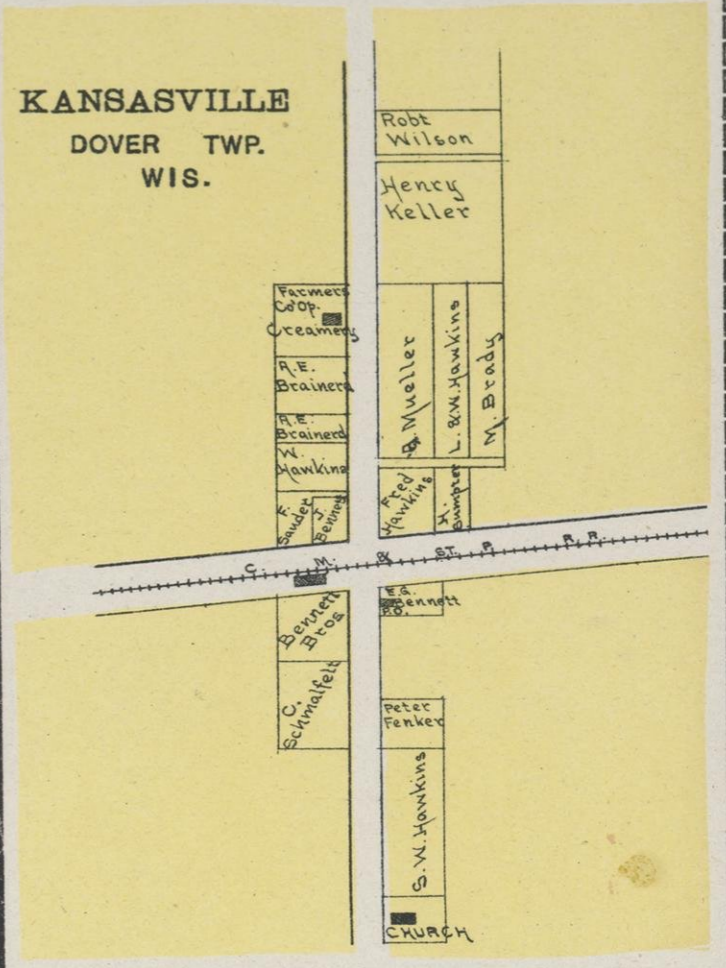 KANSASVILLE
DOVER TWP.
WIS.
Robt
Wilson
Henry
Keller
Farmers
Co'Op.
Creamery
A.E.
Brainerd
A.E.
Brainerd
W.
Hawkins
F.
Sauder
J.
Benney
Mueller
L. & W. Hawkins
M. Brady
Fred
Hawkins
H.
Bumpter
C. M. & ST. P. R.R.
Bennett
Bros
E.G.
Bennett
P.O.
C.
Schmalfelt
Peter
Fenker
S. W. Hawkins
CHURCH